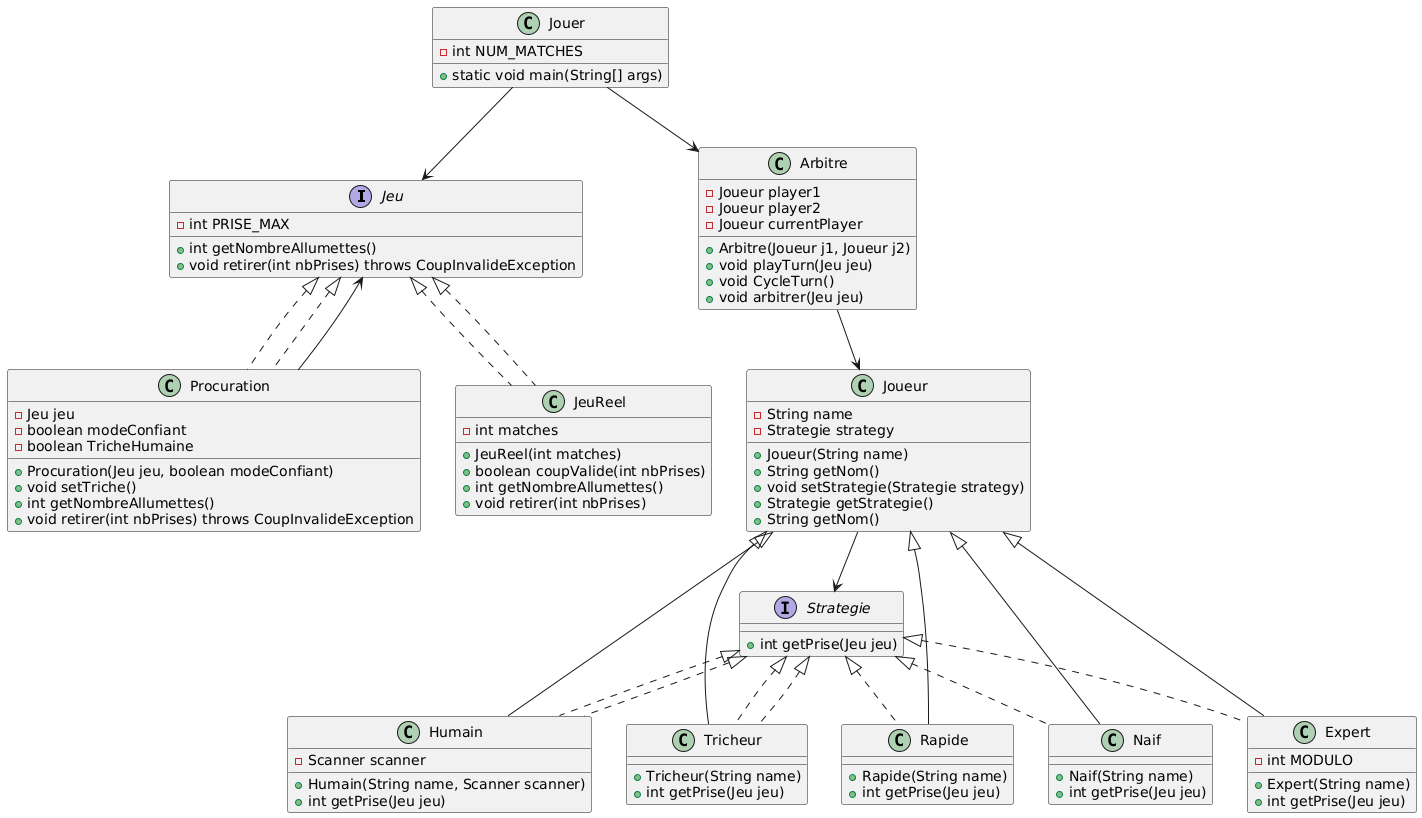 C Jouer
int NUM_MATCHES
static void main(String[] args)
I Jeu
int PRISE_MAX
int getNombreAllumettes()
void retirer(int nbPrises) throws CoupInvalideException
C Arbitre
Joueur player1
Joueur player2
Joueur currentPlayer
Arbitre(Joueur j1, Joueur j2)
void playTurn(Jeu jeu)
void CycleTurn()
void arbitrer(Jeu jeu)
C Procuration
Jeu jeu
boolean modeConfiant
boolean TricheHumaine
Procuration(Jeu jeu, boolean modeConfiant)
void setTriche()
int getNombreAllumettes()
void retirer(int nbPrises) throws CoupInvalideException
C JeuReel
int matches
JeuReel(int matches)
boolean coupValide(int nbPrises)
int getNombreAllumettes()
void retirer(int nbPrises)
C Joueur
String name
Strategie strategy
Joueur(String name)
String getNom()
void setStrategie(Strategie strategy)
Strategie getStrategie()
String getNom()
I Strategie
int getPrise(Jeu jeu)
C Humain
Scanner scanner
Humain(String name, Scanner scanner)
int getPrise(Jeu jeu)
C Tricheur
Tricheur(String name)
int getPrise(Jeu jeu)
C Rapide
Rapide(String name)
int getPrise(Jeu jeu)
C Naif
Naif(String name)
int getPrise(Jeu jeu)
C Expert
int MODULO
Expert(String name)
int getPrise(Jeu jeu)